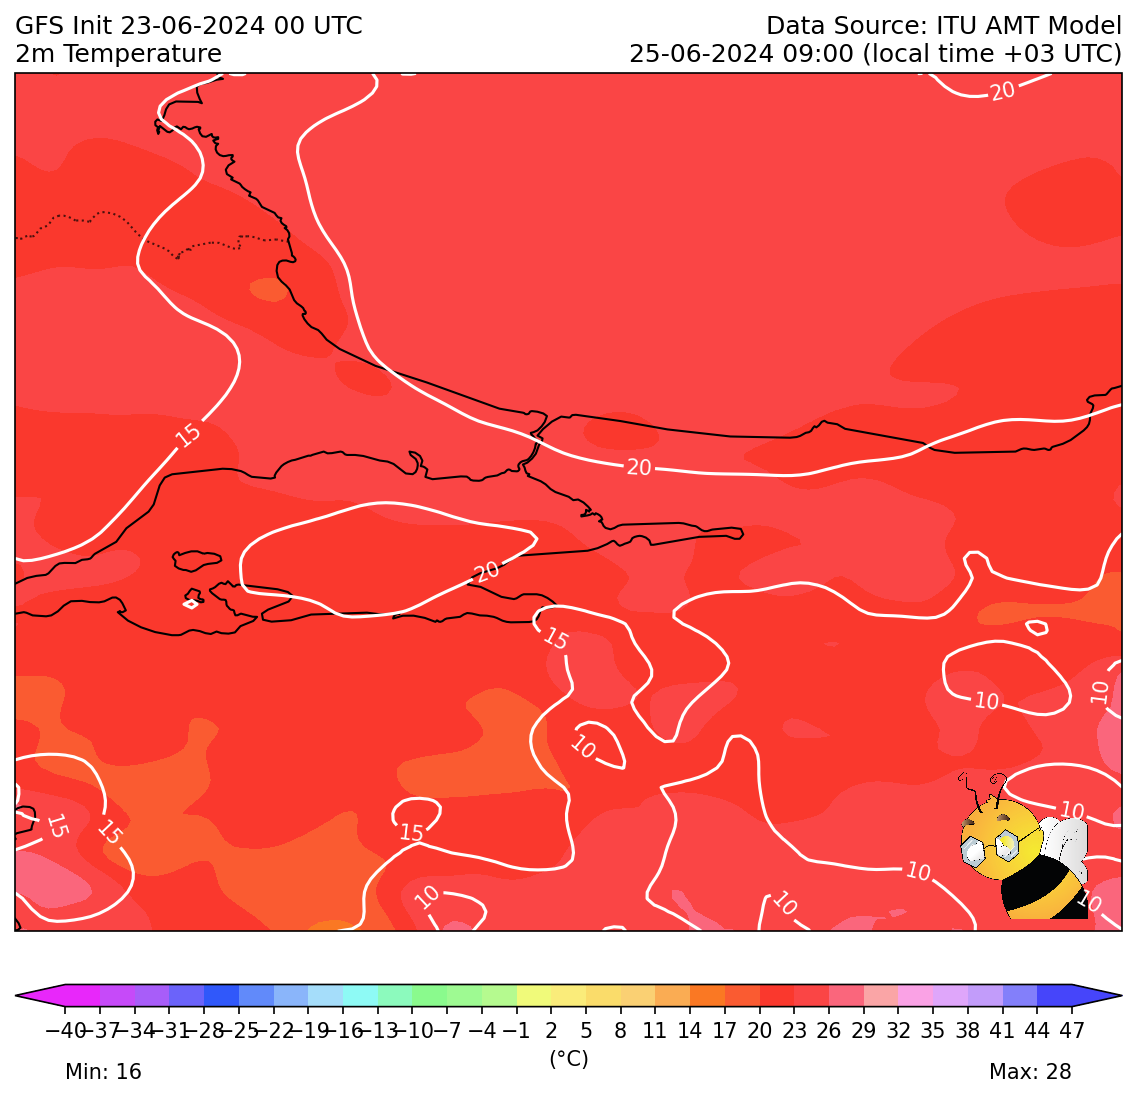 GFS Init 23-06-2024 00 UTC
Data Source: ITU AMT Model
2m Temperature
25-06-2024 09:00 (local time +03 UTC)
20
15
20
20
15
10
10
10
15
15
15
10
10
10
10
10
−40 −37 −34 −31 −28 −25 −22 −19 −16 −13 −10 −7 −4 −1 2 5 8 11 14 17 20 23 26 29 32 35 38 41 44 47
(°C)
Min: 16
Max: 28